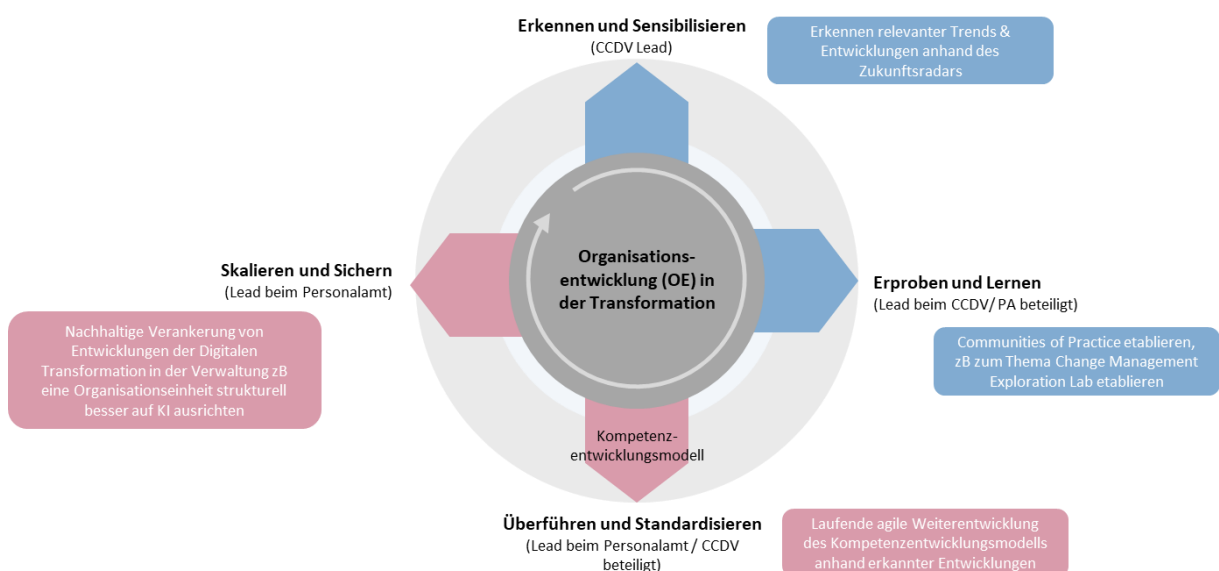 Erkennen und Sensibilisieren
(CCDV Lead)
Erkennen relevanter Trends &
Entwicklungen anhand des
Zukunftsradars
Organisations-
entwicklung (OE) in
der Transformation
Skalieren und Sichern
(Lead beim Personalamt)
Nachhaltige Verankerung von
Entwicklungen der Digitalen
Transformation in der Verwaltung zB
eine Organisationseinheit strukturell
besser auf KI ausrichten
Erproben und Lernen
(Lead beim CCDV/ PA beteiligt)
Communities of Practice etablieren,
zB zum Thema Change Management
Exploration Lab etablieren
Kompetenz-
entwicklungsmodell
Überführen und Standardisieren
(Lead beim Personalamt / CCDV
beteiligt)
Laufende agile Weiterentwicklung
des Kompetenzentwicklungsmodells
anhand erkannter Entwicklungen